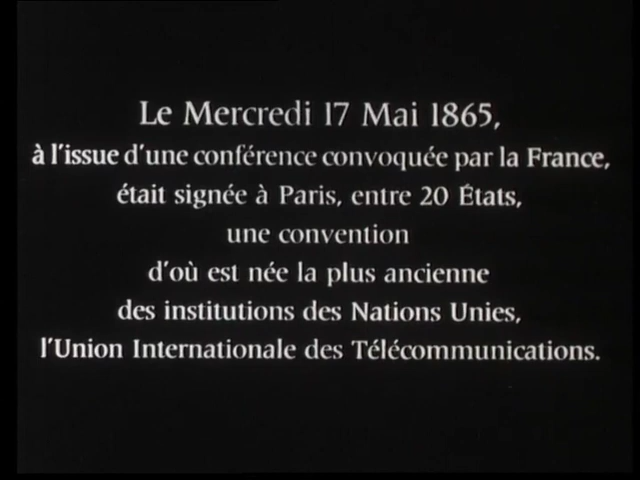 Le Mercredi 17 Mai 1865,
à l'issue d'une conférence convoquée par la France,
était signée à Paris, entre 20 États,
une convention
d'où est née la plus ancienne
des institutions des Nations Unies,
l'Union Internationale des Télécommunications.